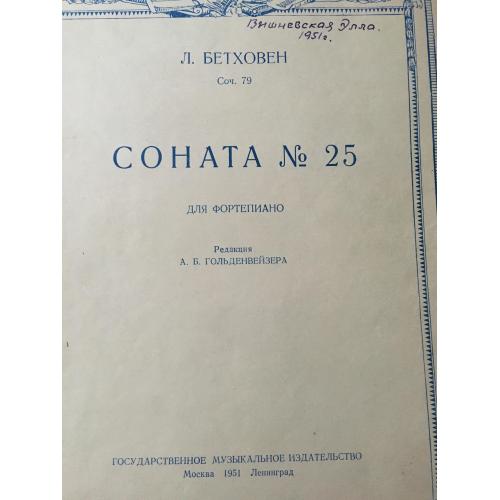 Вишневская Элла.
1951г.
Л. БЕТХОВЕН
Соч. 79
СОНАТА № 25
ДЛЯ ФОРТЕПИАНО
Редакция
А. Б. ГОЛЬДЕНВЕЙЗЕРА
ГОСУДАРСТВЕННОЕ МУЗЫКАЛЬНОЕ ИЗДАТЕЛЬСТВО
Москва 1951 Ленинград